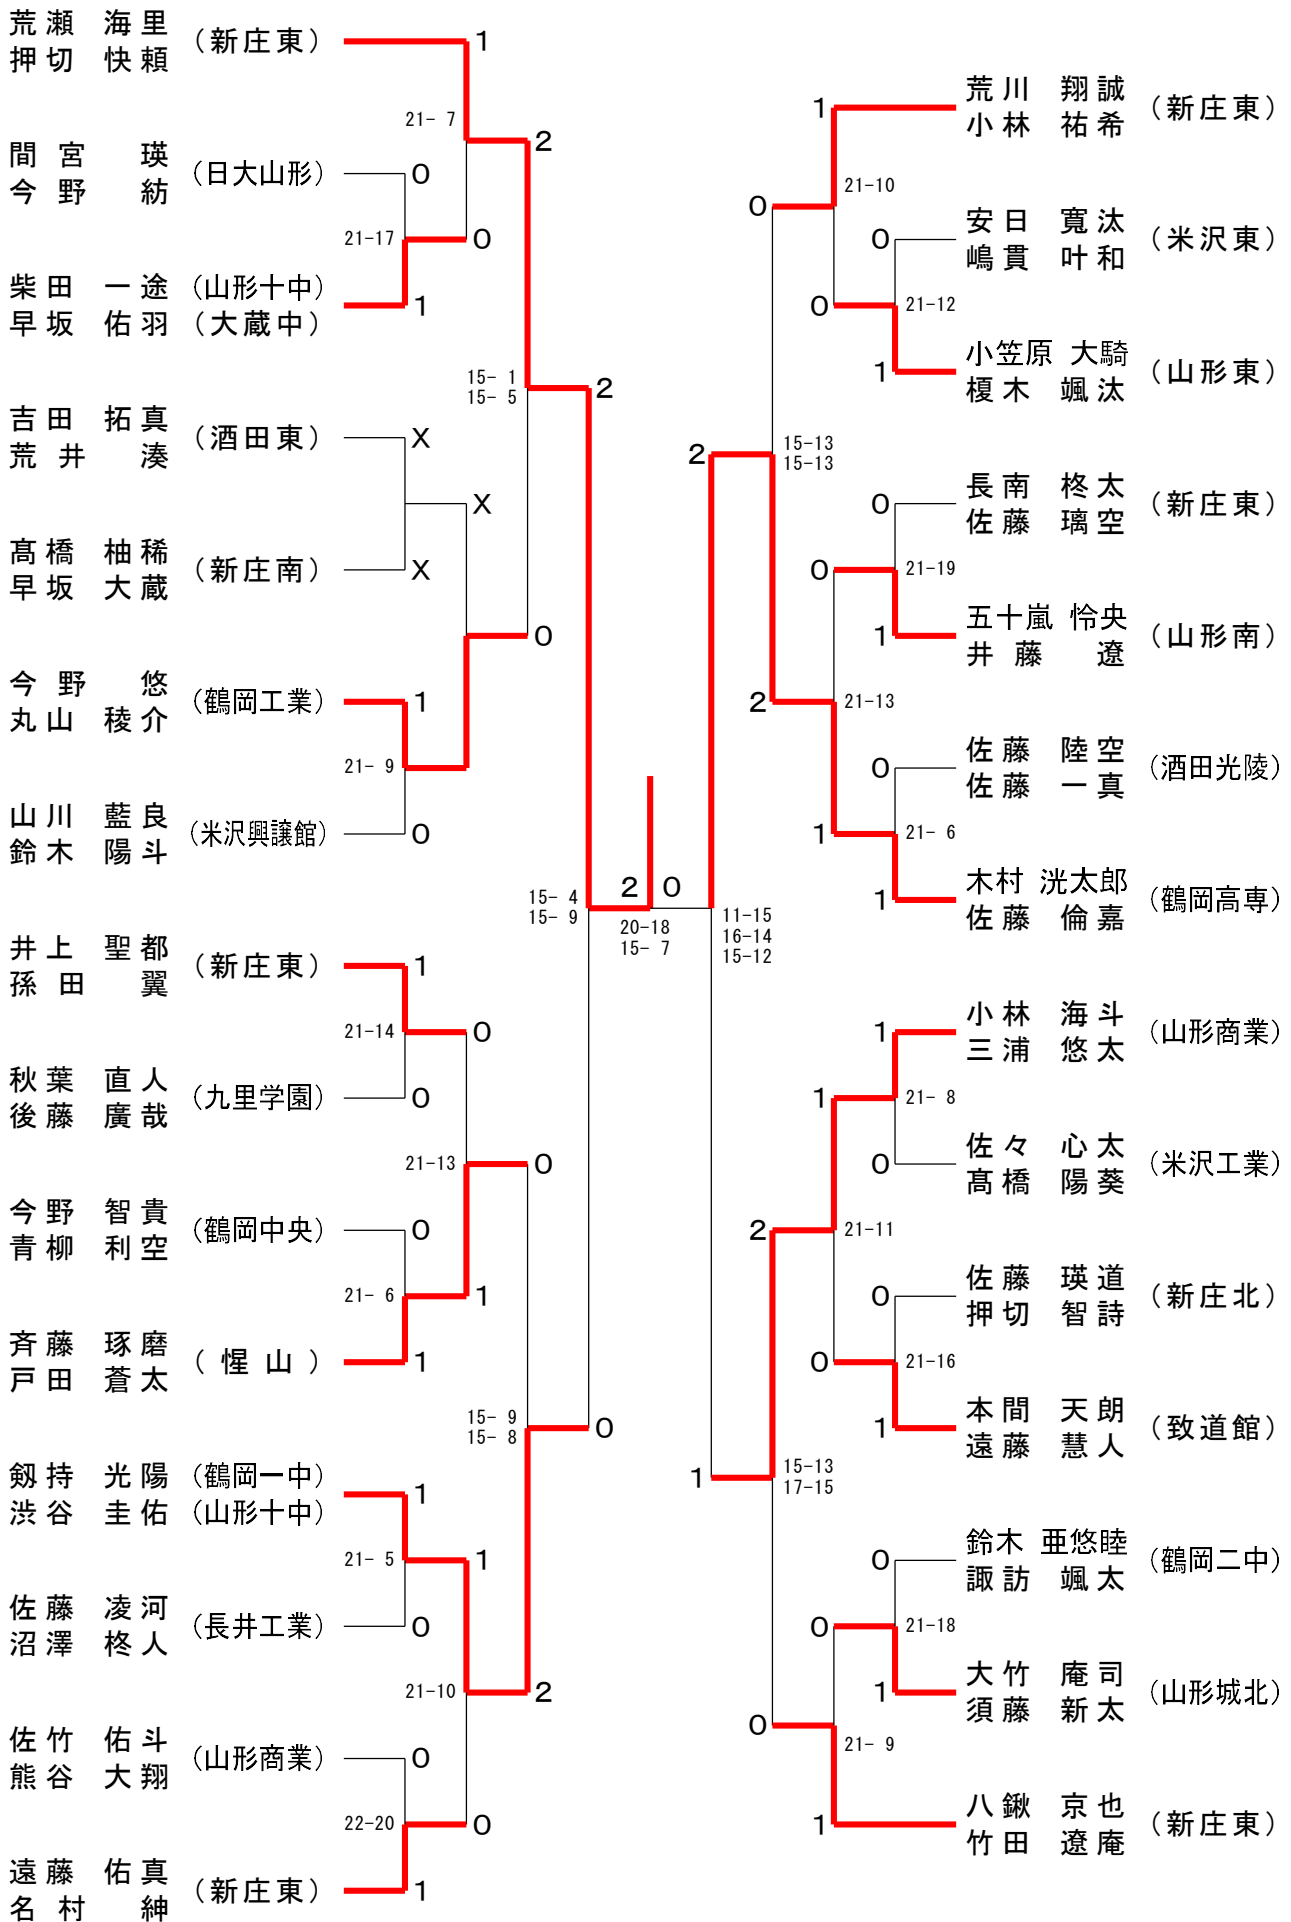 荒瀬 海里 (新庄東) 1
押切 快頼
21- 7
2
間宮 瑛 (日大山形) 0
今野 紡
21-17
0
柴田 一途 (山形十中) 1
早坂 佑羽 (大蔵中)
15- 1
15- 5
2
吉田 拓真 (酒田東) X
荒井 湊
X
髙橋 柚稀 (新庄南) X
早坂 大蔵
0
今野 悠 (鶴岡工業) 1
丸山 稜介
21- 9
山川 藍良 (米沢興譲館) 0
鈴木 陽斗
15- 4
15- 9
2 0
20-18
15- 7
井上 聖都 (新庄東) 1
孫田 翼
21-14
0
秋葉 直人 (九里学園) 0
後藤 廣哉
21-13
0
今野 智貴 (鶴岡中央) 0
青柳 利空
21- 6
1
斉藤 琢磨 (惺山) 1
戸田 蒼太
15- 9
15- 8
0
剱持 光陽 (鶴岡一中) 1
渋谷 圭佑 (山形十中)
21- 5
1
佐藤 凌河 (長井工業) 0
沼澤 柊人
21-10
2
佐竹 佑斗 (山形商業) 0
熊谷 大翔
22-20
0
遠藤 佑真 (新庄東) 1
名村 紳
1 荒川 翔誠 (新庄東)
小林 祐希
21-10
0
0 安日 寛汰 (米沢東)
嶋貫 叶和
0
21-12
1 小笠原 大騎 (山形東)
榎木 颯汰
2
15-13
15-13
0 長南 柊太 (新庄東)
佐藤 璃空
0
21-19
1 五十嵐 怜央 (山形南)
井藤 遼
2
21-13
0 佐藤 陸空 (酒田光陵)
佐藤 一真
1
21- 6
1 木村 洸太郎 (鶴岡高専)
佐藤 倫嘉
11-15
16-14
15-12
1 小林 海斗 (山形商業)
三浦 悠太
1
21- 8
0 佐々 心太 (米沢工業)
髙橋 陽葵
2
21-11
0 佐藤 瑛道 (新庄北)
押切 智詩
0
21-16
1 本間 天朗 (致道館)
遠藤 慧人
1
15-13
17-15
0 鈴木 亜悠睦 (鶴岡二中)
諏訪 颯太
0
21-18
1 大竹 庵司 (山形城北)
須藤 新太
0
21- 9
1 八鍬 京也 (新庄東)
竹田 遼庵